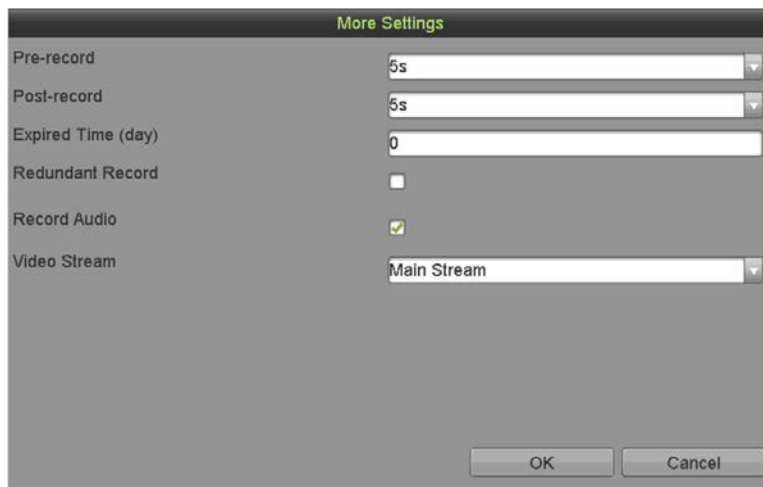 More Settings
Pre-record
5s
Post-record
5s
Expired Time (day)
0
Redundant Record
Record Audio
Video Stream
Main Stream
OK
Cancel